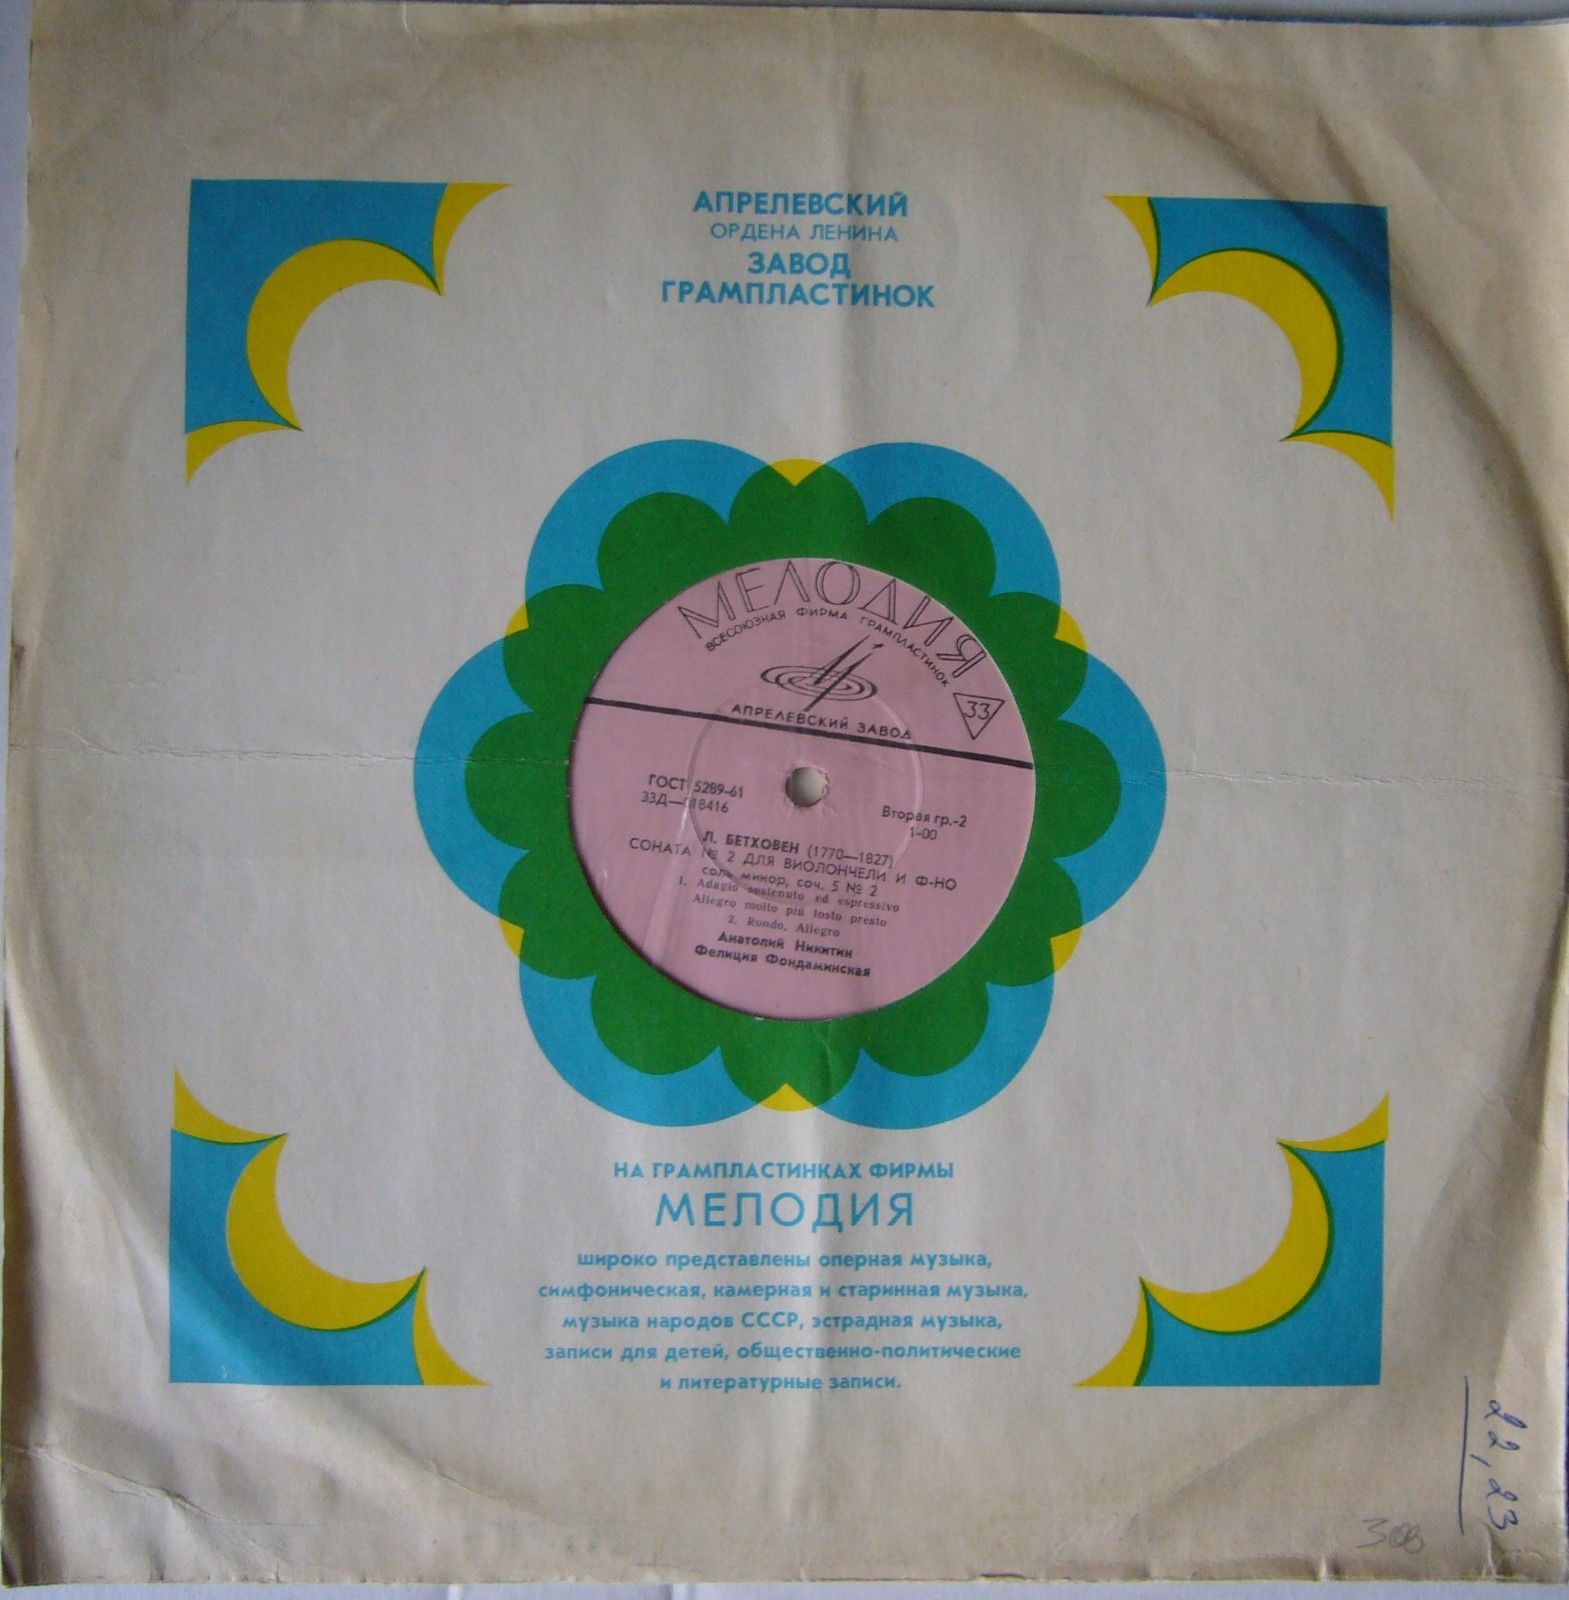 АПРЕЛЕВСКИЙ
ОРДЕНА ЛЕНИНА
ЗАВОД
ГРАМПЛАСТИНОК
МЕЛОДИЯ
ВСЕСОЮЗНАЯ ФИРМА ГРАМПЛАСТИНОК
33
АПРЕЛЕВСКИЙ ЗАВОД
ГОСТ 5289-61
33Д—018416
Вторая гр.-2
1-00
Л. БЕТХОВЕН (1770—1827)
СОНАТА № 2 ДЛЯ ВИОЛОНЧЕЛИ И Ф-НО
соль минор, соч. 5 № 2
1. Adagio sostenuto ed espressivo
Allegro molto più tosto presto
2. Rondo. Allegro
Анатолий Никитин
Фелиция Фондаминская
НА ГРАМПЛАСТИНКАХ ФИРМЫ
МЕЛОДИЯ
широко представлены оперная музыка,
симфоническая, камерная и старинная музыка,
музыка народов СССР, эстрадная музыка,
записи для детей, общественно-политические
и литературные записи.
22,23